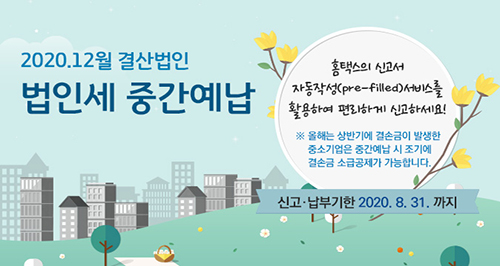 2020.12월 결산법인
법인세 중간예납
홈택스의 신고서
자동작성(pre-filled)서비스를
활용하여 편리하게 신고하세요!
※ 올해는 상반기에 결손금이 발생한
중소기업은 중간예납 시 조기에
결손금 소급공제가 가능합니다.
신고·납부기한 2020. 8. 31. 까지